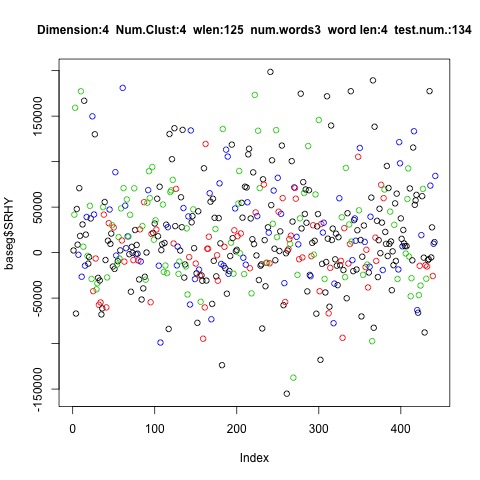 Dimension:4 Num.Clust:4 wlen:125 num.words3 word len:4 test.num.:134
150000
50000
0
-50000
-150000
baseg$SRHY
0 100 200 300 400
Index